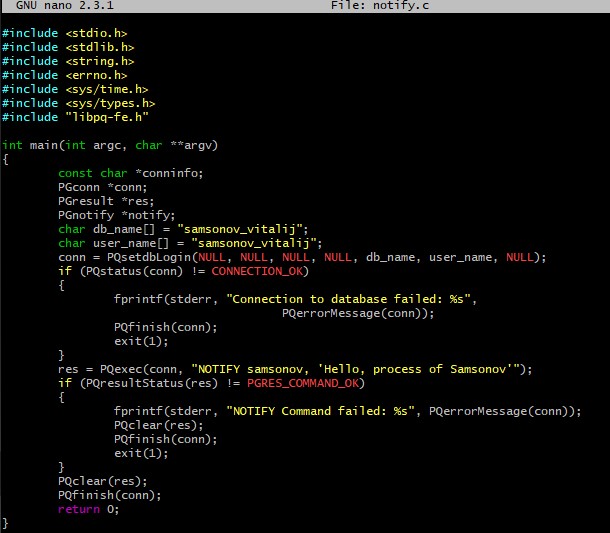 GNU nano 2.3.1 File: notify.c
#include <stdio.h>
#include <stdlib.h>
#include <string.h>
#include <errno.h>
#include <sys/time.h>
#include <sys/types.h>
#include "libpq-fe.h"
int main(int argc, char **argv)
{
        const char *conninfo;
        PGconn *conn;
        PGresult *res;
        PGnotify *notify;
        char db_name[] = "samsonov_vitalij";
        char user_name[] = "samsonov_vitalij";
        conn = PQsetdbLogin(NULL, NULL, NULL, NULL, db_name, user_name, NULL);
        if (PQstatus(conn) != CONNECTION_OK)
        {
                fprintf(stderr, "Connection to database failed: %s",
                                        PQerrorMessage(conn));
                PQfinish(conn);
                exit(1);
        }
        res = PQexec(conn, "NOTIFY samsonov, 'Hello, process of Samsonov'");
        if (PQresultStatus(res) != PGRES_COMMAND_OK)
        {
                fprintf(stderr, "NOTIFY Command failed: %s", PQerrorMessage(conn));
                PQclear(res);
                PQfinish(conn);
                exit(1);
        }
        PQclear(res);
        PQfinish(conn);
        return 0;
}